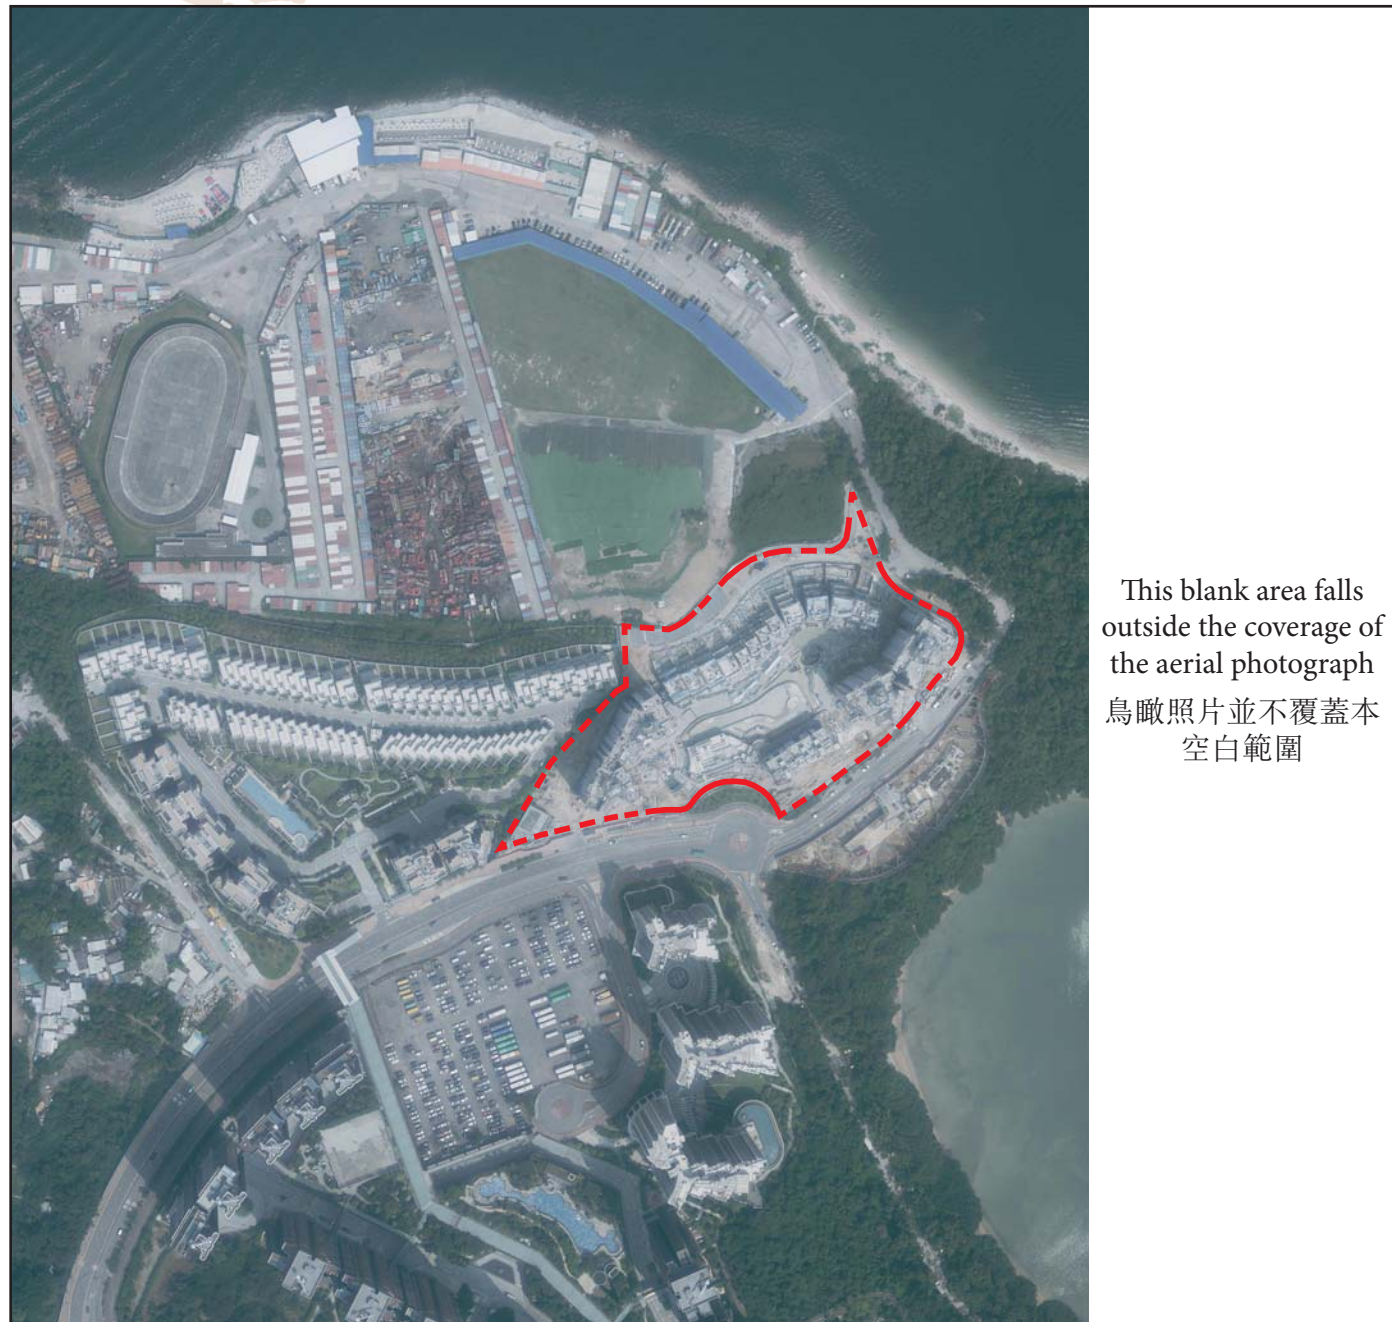 This blank area falls
outside the coverage of
the aerial photograph
鳥瞰照片並不覆蓋本
空白範圍